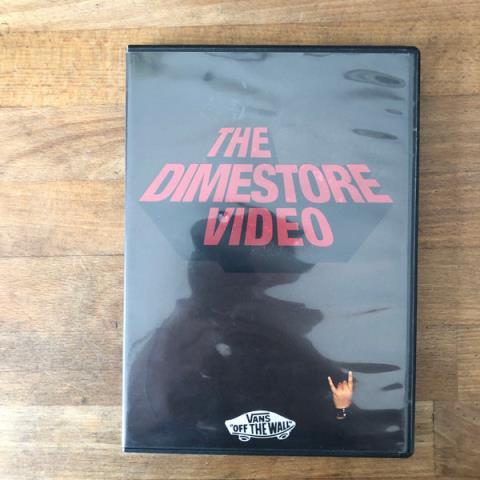 THE
DIMESTORE
VIDEO
VANS
"OFF THE WALL"